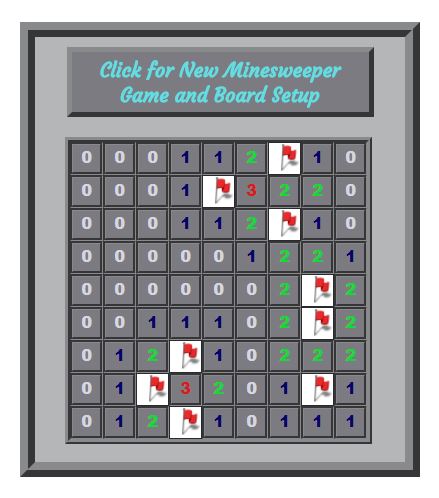 Click for New Minesweeper
Game and Board Setup
0 0 0 1 1 2 1 0
0 0 0 1 3 2 2 0
0 0 0 1 1 2 1 0
0 0 0 0 0 1 2 2 1
0 0 0 0 0 0 2 2
0 0 1 1 1 0 2 2
0 1 2 1 0 2 2 2
0 1 3 2 0 1 1
0 1 2 1 0 1 1 1